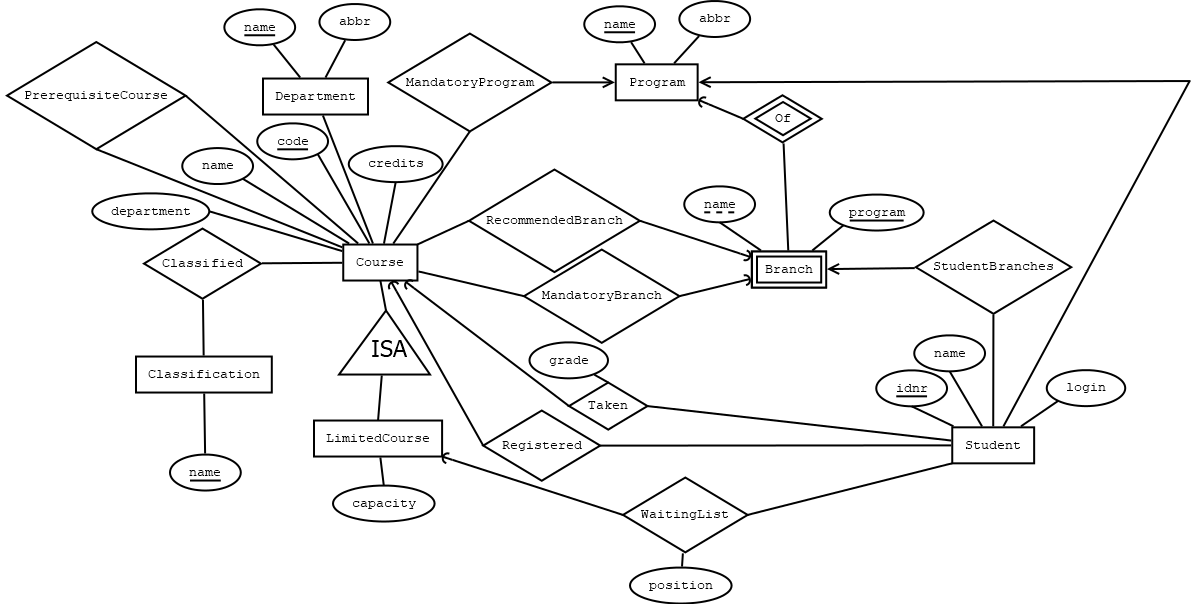 name
abbr
name
abbr
PrerequisiteCourse
Department
MandatoryProgram
Program
Of
code
name
credits
department
RecommendedBranch
name
program
Classified
Course
MandatoryBranch
Branch
StudentBranches
ISA
grade
name
Classification
idnr
login
Taken
LimitedCourse
Registered
Student
name
capacity
WaitingList
position